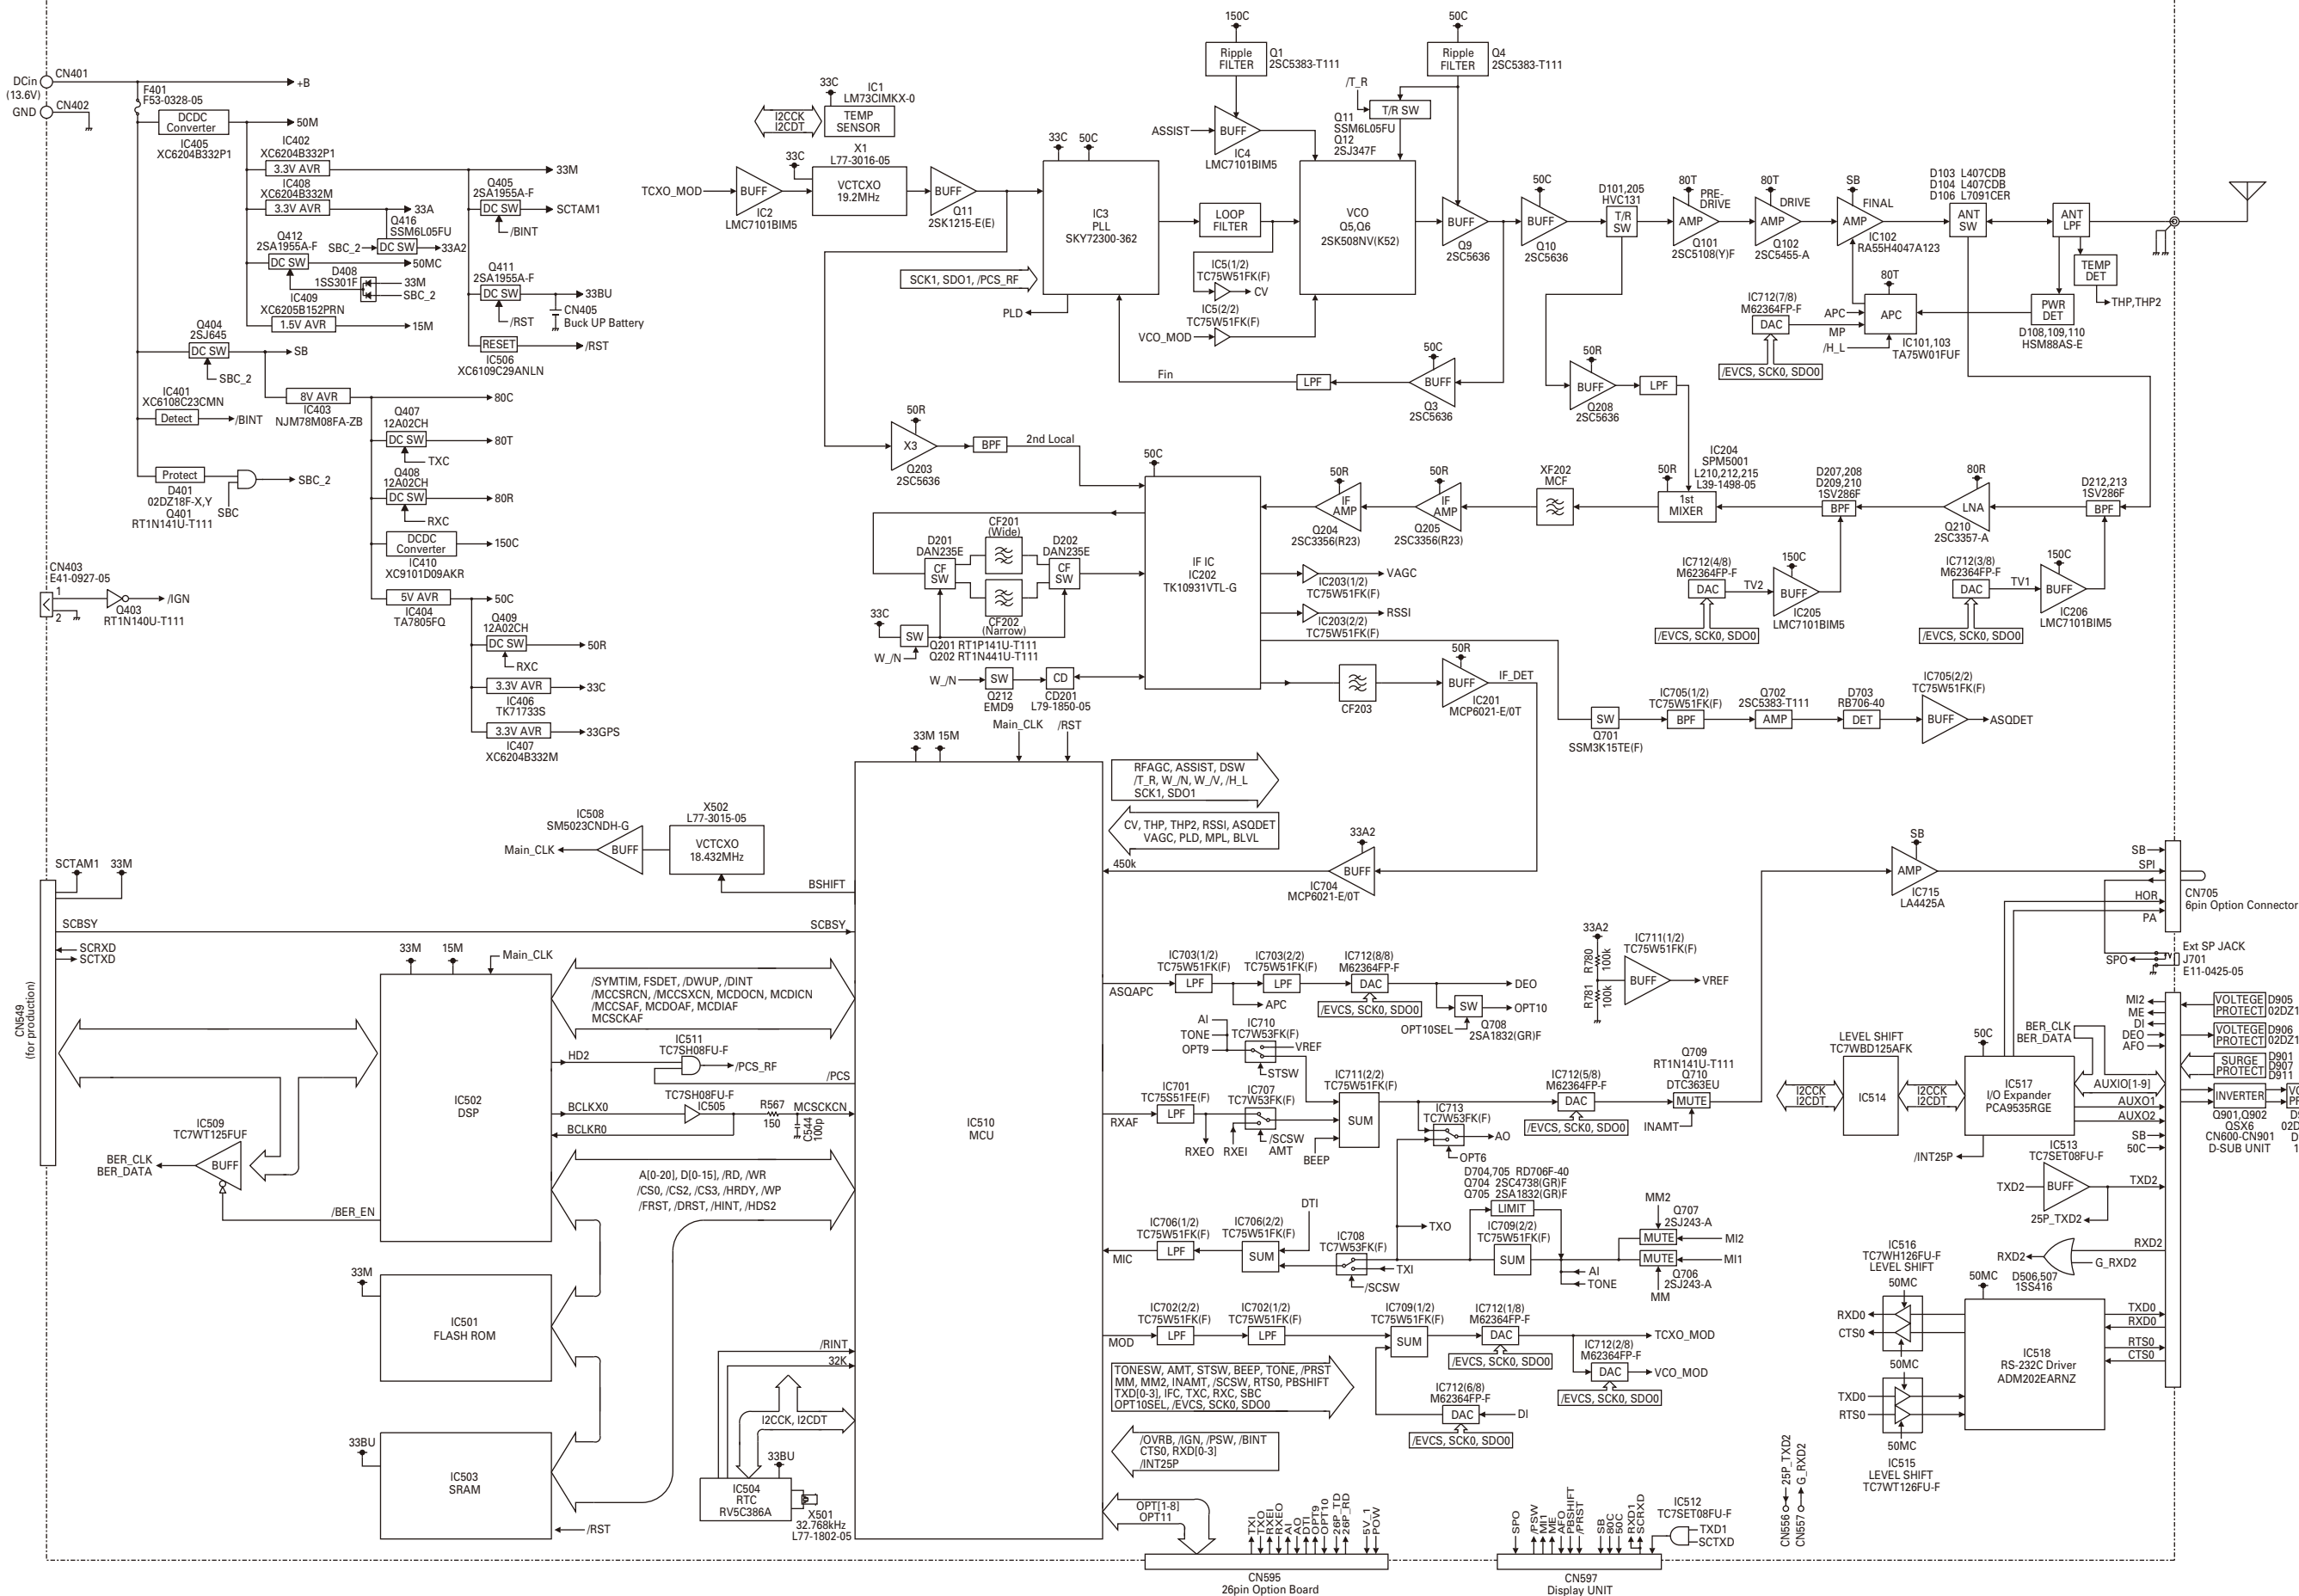 DCin
(13.6V)
CN401
GND
CN402
F401
F53-0328-05
+B
DCDC
Converter
IC405
XC6204B332P1
50M
IC402
XC6204B332P1
3.3V AVR
33M
IC408
XC6204B332M
3.3V AVR
33A
Q416
SSM6L05FU
SBC_2
DC SW
33A2
Q412
2SA1955A-F
DC SW
50MC
D408
1SS301F
33M
SBC_2
IC409
XC6205B152PRN
1.5V AVR
15M
Q405
2SA1955A-F
DC SW
SCTAM1
/BINT
Q411
2SA1955A-F
DC SW
33BU
/RST
CN405
Buck UP Battery
RESET
/RST
IC506
XC6109C29ANLN
Q404
2SJ645
DC SW
SB
SBC_2
IC401
XC6108C23CMN
Detect
/BINT
8V AVR
80C
IC403
NJM78M08FA-ZB
Q407
12A02CH
DC SW
80T
TXC
Q408
12A02CH
DC SW
80R
RXC
Protect
D401
02DZ18F-X,Y
Q401
RT1N141U-T111
SBC
SBC_2
DCDC
Converter
150C
IC410
XC9101D09AKR
5V AVR
50C
IC404
TA7805FQ
Q409
12A02CH
DC SW
50R
RXC
3.3V AVR
33C
IC406
TK71733S
3.3V AVR
33GPS
IC407
XC6204B332M
CN403
E41-0927-05
1
2
/IGN
Q403
RT1N140U-T111
33C
IC1
LM73CIMKX-0
TEMP
SENSOR
I2CCK
I2CDT
X1
L77-3016-05
33C
VCTCXO
19.2MHz
TCXO_MOD
BUFF
IC2
LMC7101BIM5
BUFF
Q11
2SK1215-E(E)
33C
50C
IC3
PLL
SKY72300-362
SCK1, SDO1, /PCS_RF
PLD
LOOP
FILTER
IC5(1/2)
TC75W51FK(F)
CV
IC5(2/2)
TC75W51FK(F)
VCO_MOD
150C
Ripple
FILTER
Q1
2SC5383-T111
ASSIST
BUFF
IC4
LMC7101BIM5
50C
Ripple
FILTER
Q4
2SC5383-T111
/T_R
T/R SW
Q11
SSM6L05FU
Q12
2SJ347F
VCO
Q5,Q6
2SK508NV(K52)
BUFF
Q9
2SC5636
50C
BUFF
Q10
2SC5636
D101,205
HVC131
T/R
SW
80T
PRE-
DRIVE
AMP
Q101
2SC5108(Y)F
80T
DRIVE
AMP
Q102
2SC5455-A
SB
FINAL
AMP
IC102
RA55H4047A123
D103 L407CDB
D104 L407CDB
D106 L7091CER
ANT
SW
ANT
LPF
TEMP
DET
THP,THP2
PWR
DET
D108,109,110
HSM88AS-E
80T
APC
IC101,103
TA75W01FUF
IC712(7/8)
M62364FP-F
DAC
APC
MP
/H_L
/EVCS, SCK0, SDO0
Fin
LPF
50C
BUFF
Q3
2SC5636
50R
BUFF
Q208
2SC5636
LPF
50R
X3
Q203
2SC5636
BPF
2nd Local
50C
IF IC
IC202
TK10931VTL-G
50R
IF
AMP
Q204
2SC3356(R23)
50R
IF
AMP
Q205
2SC3356(R23)
XF202
MCF
IC204
SPM5001
L210,212,215
L39-1498-05
50R
1st
MIXER
D207,208
D209,210
1SV286F
BPF
80R
LNA
Q210
2SC3357-A
D212,213
1SV286F
BPF
IC712(4/8)
M62364FP-F
DAC
TV2
150C
BUFF
IC205
LMC7101BIM5
/EVCS, SCK0, SDO0
IC712(3/8)
M62364FP-F
DAC
TV1
150C
BUFF
IC206
LMC7101BIM5
/EVCS, SCK0, SDO0
CF201
(Wide)
D201
DAN235E
CF
SW
D202
DAN235E
CF
SW
CF202
(Narrow)
33C
SW
W_/N
Q201 RT1P141U-T111
Q202 RT1N441U-T111
W_/N
SW
Q212
EMD9
CD
CD201
L79-1850-05
IC203(1/2)
TC75W51FK(F)
VAGC
IC203(2/2)
TC75W51FK(F)
RSSI
CF203
50R
BUFF
IC201
MCP6021-E/0T
IF_DET
SW
Q701
SSM3K15TE(F)
IC705(1/2)
TC75W51FK(F)
BPF
Q702
2SC5383-T111
AMP
D703
RB706-40
DET
IC705(2/2)
TC75W51FK(F)
BUFF
ASQDET
Main_CLK
/RST
33M 15M
RFAGC, ASSIST, DSW
/T_R, W_/N, W_/V, /H_L
SCK1, SDO1
CV, THP, THP2, RSSI, ASQDET
VAGC, PLD, MPL, BLVL
450k
33A2
BUFF
IC704
MCP6021-E/0T
IC508
SM5023CNDH-G
Main_CLK
BUFF
X502
L77-3015-05
VCTCXO
18.432MHz
BSHIFT
SCTAM1
33M
SCBSY
SCBSY
SCRXD
SCTXD
CN549
(for production)
33M
15M
Main_CLK
IC502
DSP
/SYMTIM, FSDET, /DWUP, /DINT
/MCCSRCN, /MCCSXCN, MCDOCN, MCDICN
/MCCSAF, MCDOAF, MCDIAF
MCSCKAF
HD2
IC511
TC7SH08FU-F
/PCS_RF
/PCS
BCLKX0
TC7SH08FU-F
IC505
R567
150
MCSCKCN
C544
100p
BCLKR0
IC509
TC7WT125FUF
BER_CLK
BER_DATA
BUFF
/BER_EN
A[0-20], D[0-15], /RD, /WR
/CS0, /CS2, /CS3, /HRDY, /WP
/FRST, /DRST, /HINT, /HDS2
IC510
MCU
33M
IC501
FLASH ROM
33BU
IC503
SRAM
/RST
/RINT
32K
I2CCK, I2CDT
33BU
IC504
RTC
RV5C386A
X501
32.768kHz
L77-1802-05
ASQAPC
IC703(1/2)
TC75W51FK(F)
LPF
APC
IC703(2/2)
TC75W51FK(F)
LPF
IC712(8/8)
M62364FP-F
DAC
/EVCS, SCK0, SDO0
DEO
SW
OPT10
OPT10SEL
Q708
2SA1832(GR)F
33A2
R780
100k
R781
100k
IC711(1/2)
TC75W51FK(F)
BUFF
VREF
AI
TONE
OPT9
IC710
TC7W53FK(F)
VREF
STSW
RXAF
IC701
TC75S51FE(F)
LPF
RXEO
RXEI
IC707
TC7W53FK(F)
/SCSW
AMT
IC711(2/2)
TC75W51FK(F)
SUM
BEEP
IC713
TC7W53FK(F)
AO
OPT6
IC712(5/8)
M62364FP-F
DAC
/EVCS, SCK0, SDO0
Q709
RT1N141U-T111
Q710
DTC363EU
MUTE
INAMT
SB
AMP
IC715
LA4425A
D704,705 RD706F-40
Q704 2SC4738(GR)F
Q705 2SA1832(GR)F
LIMIT
IC709(2/2)
TC75W51FK(F)
SUM
TXO
MIC
IC706(1/2)
TC75W51FK(F)
LPF
IC706(2/2)
TC75W51FK(F)
SUM
DTI
IC708
TC7W53FK(F)
TXI
/SCSW
AI
TONE
MM2
Q707
2SJ243-A
MUTE
MI2
MUTE
MI1
Q706
2SJ243-A
MM
MOD
IC702(2/2)
TC75W51FK(F)
LPF
IC702(1/2)
TC75W51FK(F)
LPF
IC709(1/2)
TC75W51FK(F)
SUM
IC712(1/8)
M62364FP-F
DAC
/EVCS, SCK0, SDO0
TCXO_MOD
IC712(2/8)
M62364FP-F
DAC
VCO_MOD
/EVCS, SCK0, SDO0
IC712(6/8)
M62364FP-F
DAC
DI
/EVCS, SCK0, SDO0
TONESW, AMT, STSW, BEEP, TONE, /PRST
MM, MM2, INAMT, /SCSW, RTS0, PBSHIFT
TXD[0-3], IFC, TXC, RXC, SBC
OPT10SEL, /EVCS, SCK0, SDO0
/OVRB, /IGN, /PSW, /BINT
CTS0, RXD[0-3]
/INT25P
OPT[1-8]
OPT11
TXI
TXO
RXEI
RXEO
AI
AO
DTI
OPT9
OPT10
26P_TD
26P_RD
5V_1
POW
CN595
26pin Option Board
SPO
/PSW
MI1
ME
AFO
PBSHIFT
/PRST
SB
80C
50C
RXD1
SCRXD
IC512
TC7SET08FU-F
TXD1
SCTXD
CN597
Display UNIT
CN556
25P_TXD2
CN557
G_RXD2
SB
SPI
HOR
PA
CN705
6pin Option Connector
Ext SP JACK
J701
E11-0425-05
SPO
MI2
ME
DI
DEO
AFO
VOLTEGE
PROTECT
D905
02DZ1
VOLTEGE
PROTECT
D906
02DZ1
SURGE
PROTECT
D901
D907
D911
INVERTER
Q901,Q902
QSX6
CN600-CN901
D-SUB UNIT
LEVEL SHIFT
TC7WBD125AFK
IC514
I2CCK
I2CDT
I2CCK
I2CDT
50C
IC517
I/O Expander
PCA9535RGE
BER_CLK
BER_DATA
AUXIO[1-9]
AUXO1
AUXO2
SB
50C
/INT25P
IC513
TC7SET08FU-F
TXD2
BUFF
TXD2
25P_TXD2
RXD2
RXD2
G_RXD2
D506,507
1SS416
IC516
TC7WH126FU-F
LEVEL SHIFT
50MC
RXD0
CTS0
50MC
50MC
IC518
RS-232C Driver
ADM202EARNZ
TXD0
RXD0
RTS0
CTS0
TXD0
RTS0
50MC
IC515
LEVEL SHIFT
TC7WT126FU-F